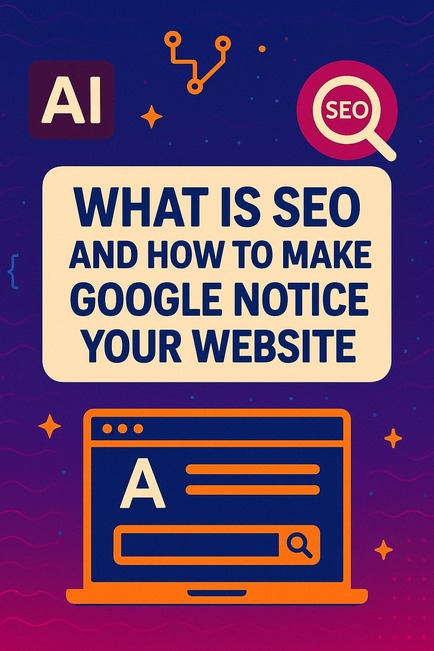 AI
SEO
WHAT IS SEO
AND HOW TO MAKE
GOOGLE NOTICE
YOUR WEBSITE
{
A